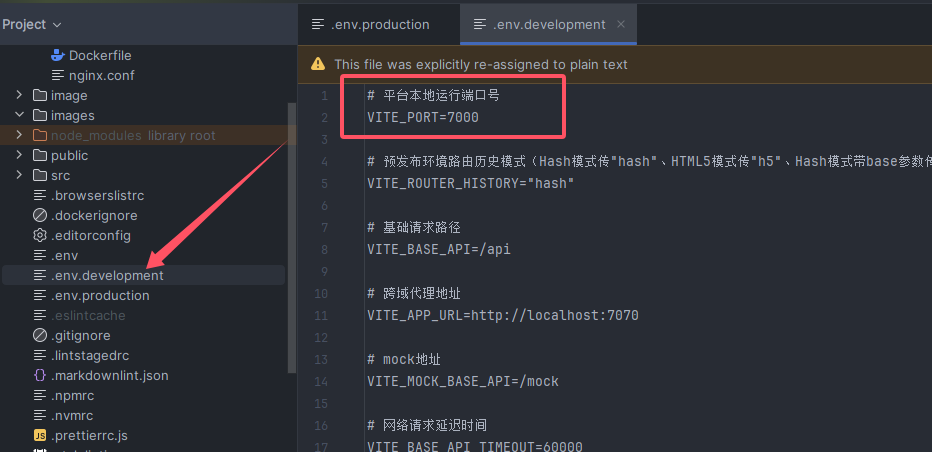 Project
.env.production
.env.development
Dockerfile
nginx.conf
image
images
node_modules library root
public
src
.browserslistrc
.dockerignore
.editorconfig
.env
.env.development
.env.production
.eslintcache
.gitignore
.lintstagedrc
.markdownlint.json
.npmrc
.nvmrc
.prettierrc.js
This file was explicitly re-assigned to plain text
1 # 平台本地运行端口号
2 VITE_PORT=7000
3
4 # 预发布环境路由历史模式（Hash模式传"hash"、HTML5模式传"h5"、Hash模式带base参数传
5 VITE_ROUTER_HISTORY="hash"
6
7 # 基础请求路径
8 VITE_BASE_API=/api
9
10 # 跨域代理地址
11 VITE_APP_URL=http://localhost:7070
12
13 # mock地址
14 VITE_MOCK_BASE_API=/mock
15
16 # 网络请求延迟时间
17 VITE_BASE_API_TIMEOUT=60000